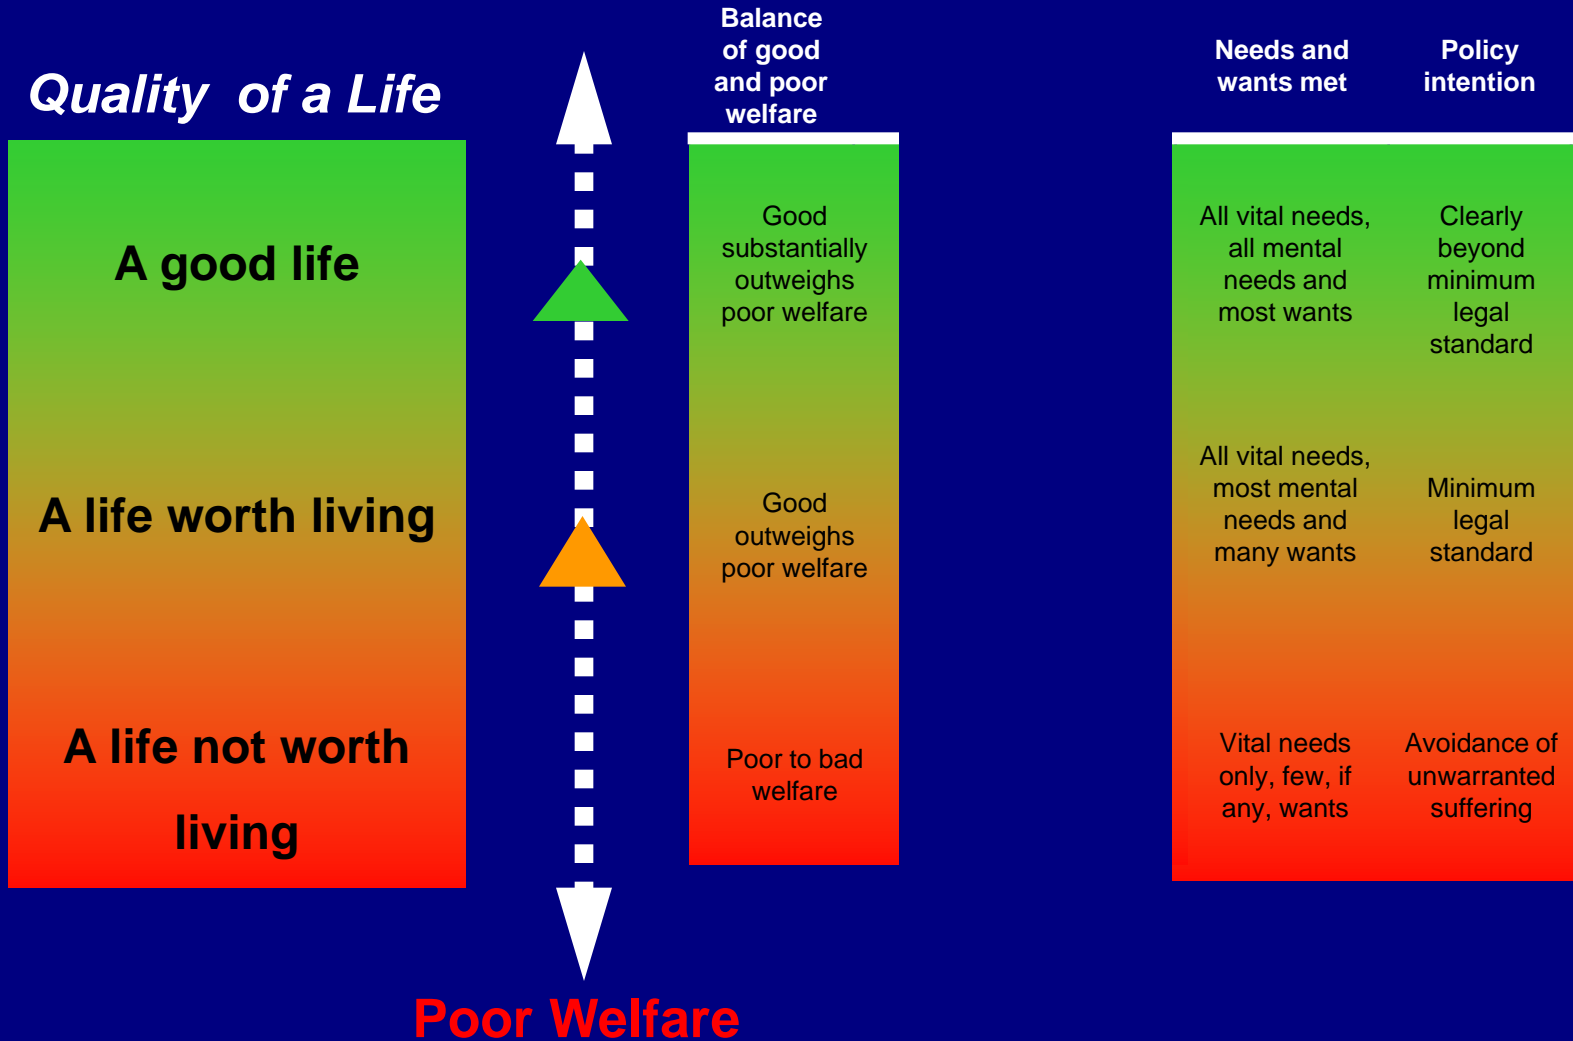 Quality of a Life
Balance
of good
and poor
welfare
Needs and
wants met
Policy
intention
A good life
Good
substantially
outweighs
poor welfare
All vital needs,
all mental
needs and
most wants
Clearly
beyond
minimum
legal
standard
A life worth living
Good
outweighs
poor welfare
All vital needs,
most mental
needs and
many wants
Minimum
legal
standard
A life not worth
living
Poor to bad
welfare
Vital needs
only, few, if
any, wants
Avoidance of
unwarranted
suffering
Poor Welfare